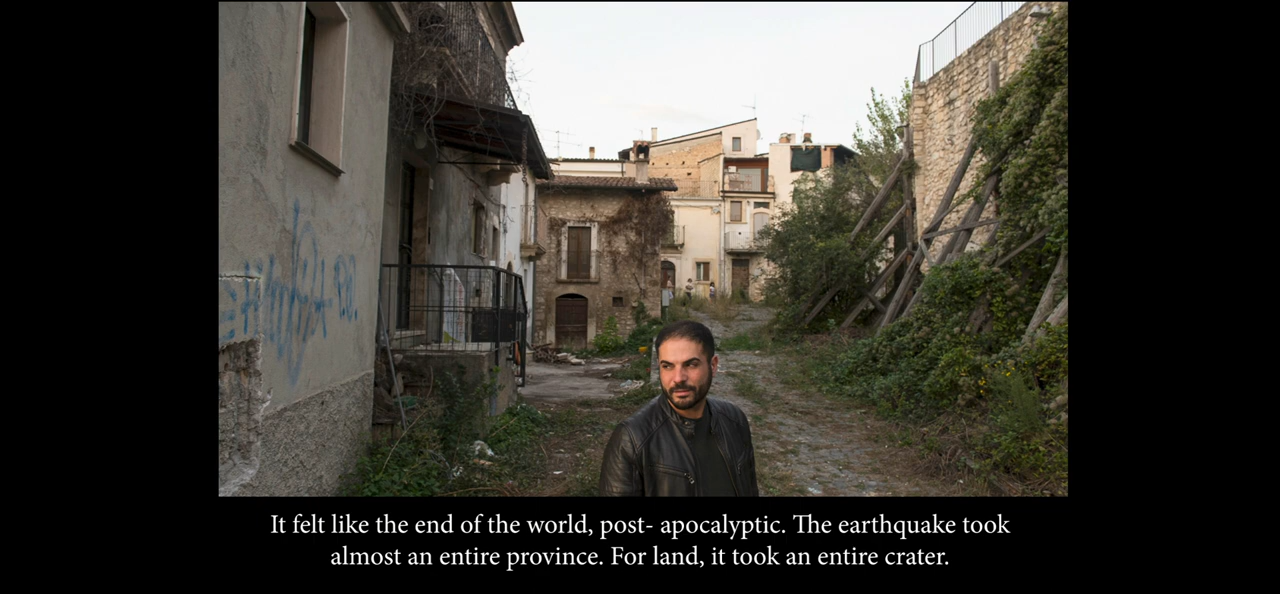 It felt like the end of the world, post- apocalyptic. The earthquake took
almost an entire province. For land, it took an entire crater.